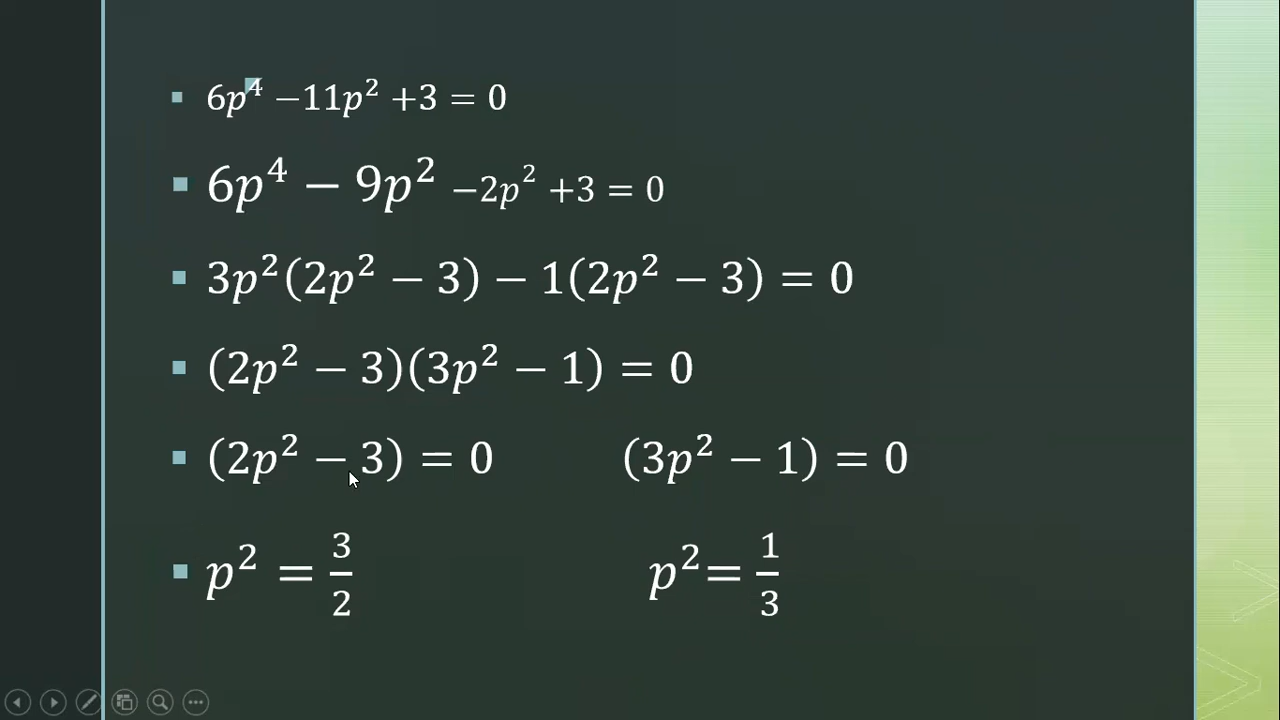 6p⁴ −11p² +3 = 0
6p⁴ − 9p² −2p² +3 = 0
3p²(2p² − 3) − 1(2p² − 3) = 0
(2p² − 3)(3p² − 1) = 0
(2p² − 3) = 0 (3p² − 1) = 0
p² = 3/2 p²= 1/3